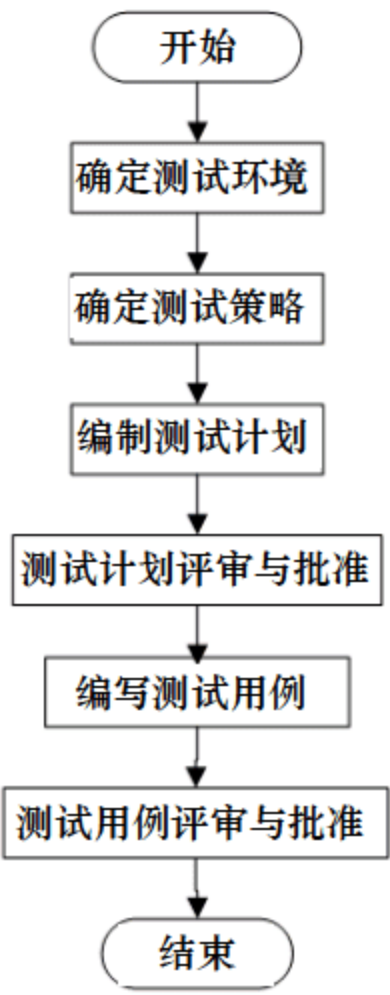 开始
确定测试环境
确定测试策略
编制测试计划
测试计划评审与批准
编写测试用例
测试用例评审与批准
结束